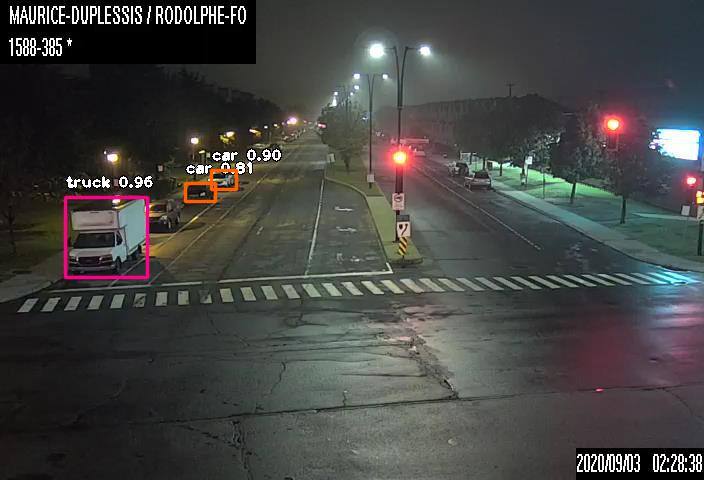 MAURICE-DUPLESSIS / RODOLPHE-FO
1588-385 *
car 0.90
car 0.81
truck 0.96
2020/09/03 02:28:38